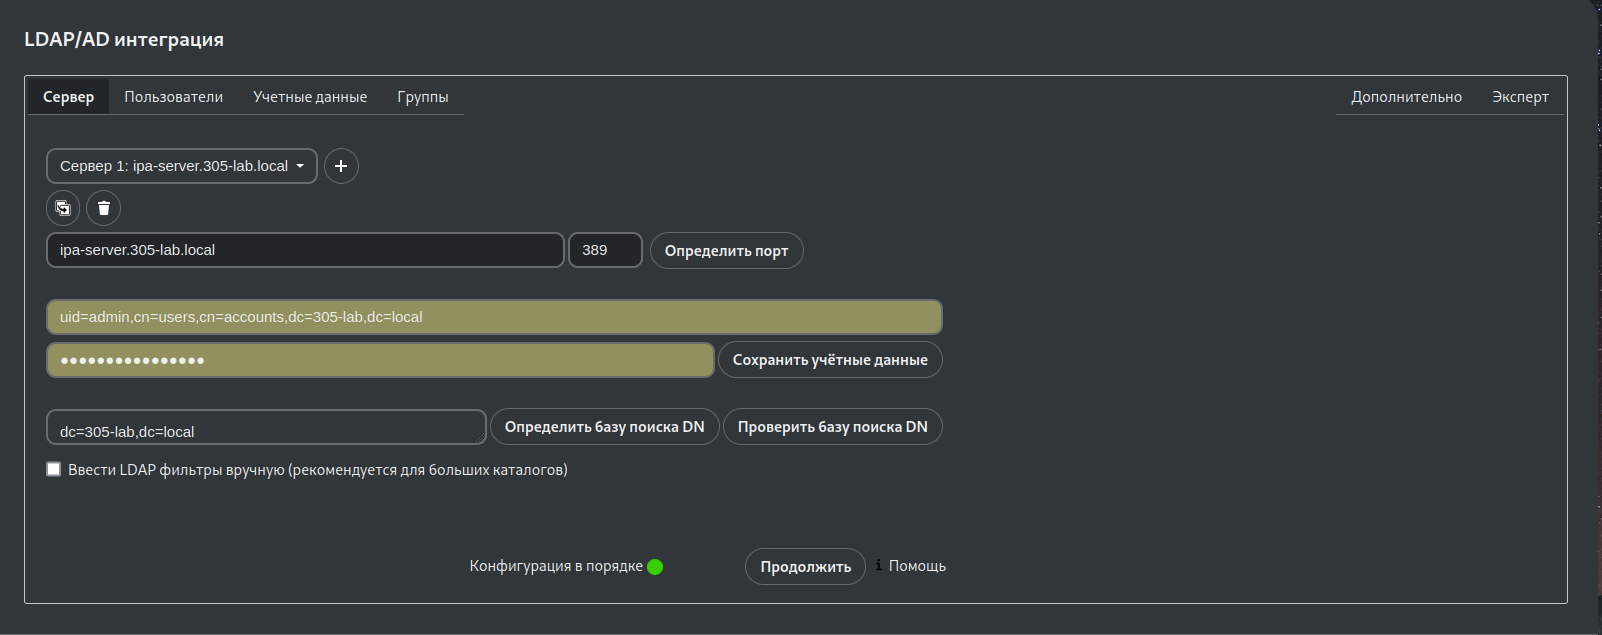 LDAP/AD интеграция
Сервер Пользователи Учетные данные Группы Дополнительно Эксперт
Сервер 1: ipa-server.305-lab.local
ipa-server.305-lab.local 389 Определить порт
uid=admin,cn=users,cn=accounts,dc=305-lab,dc=local
●●●●●●●●●●●●●●●● Сохранить учётные данные
dc=305-lab,dc=local Определить базу поиска DN Проверить базу поиска DN
Ввести LDAP фильтры вручную (рекомендуется для больших каталогов)
Конфигурация в порядке Продолжить i Помощь